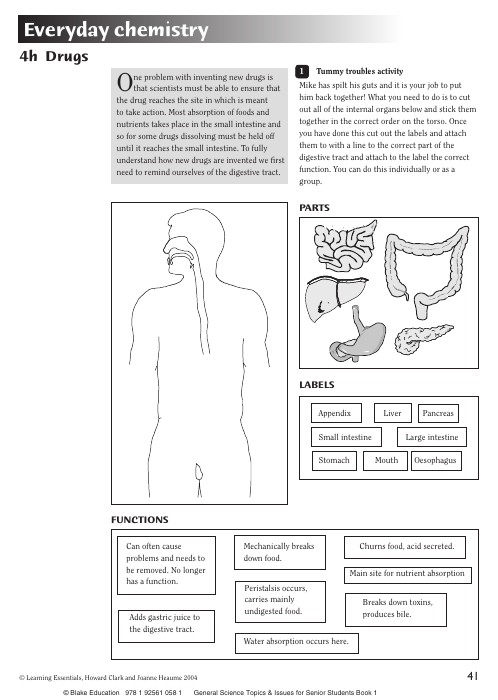 Everyday chemistry
4h Drugs
One problem with inventing new drugs is
that scientists must be able to ensure that
the drug reaches the site in which is meant
to take action. Most absorption of foods and
nutrients takes place in the small intestine and
so for some drugs dissolving must be held off
until it reaches the small intestine. To fully
understand how new drugs are invented we first
need to remind ourselves of the digestive tract.
1 Tummy troubles activity
Mike has spilt his guts and it is your job to put
him back together! What you need to do is to cut
out all of the internal organs below and stick them
together in the correct order on the torso. Once
you have done this cut out the labels and attach
them to with a line to the correct part of the
digestive tract and attach to the label the correct
function. You can do this individually or as a
group.
PARTS
LABELS
Appendix
Liver
Pancreas
Small intestine
Large intestine
Stomach
Mouth
Oesophagus
FUNCTIONS
Can often cause
problems and needs to
be removed. No longer
has a function.
Mechanically breaks
down food.
Churns food, acid secreted.
Main site for nutrient absorption
Peristalsis occurs,
carries mainly
undigested food.
Breaks down toxins,
produces bile.
Adds gastric juice to
the digestive tract.
Water absorption occurs here.
© Learning Essentials, Howard Clark and Joanne Heaume 2004
41
© Blake Education 978 1 92561 058 1 General Science Topics & Issues for Senior Students Book 1